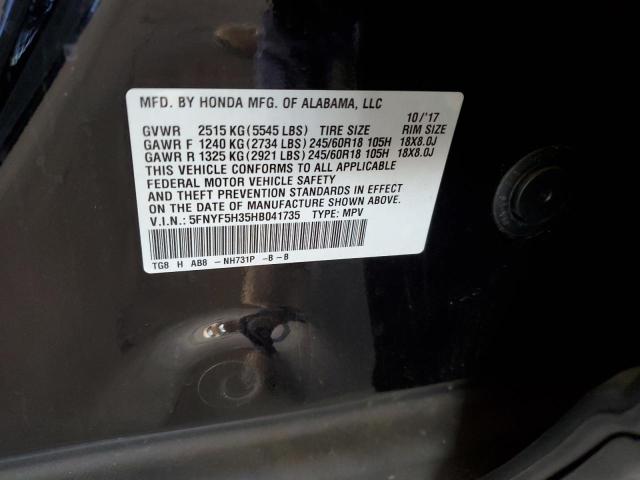 MFD. BY HONDA MFG. OF ALABAMA, LLC
10/'17
GVWR 2515 KG (5545 LBS) TIRE SIZE RIM SIZE
GAWR F 1240 KG (2734 LBS) 245/60R18 105H 18X8.0J
GAWR R 1325 KG (2921 LBS) 245/60R18 105H 18X8.0J
THIS VEHICLE CONFORMS TO ALL APPLICABLE
FEDERAL MOTOR VEHICLE SAFETY
AND THEFT PREVENTION STANDARDS IN EFFECT
ON THE DATE OF MANUFACTURE SHOWN ABOVE.
V.I.N.: 5FNYF5H35HB041735 TYPE: MPV
TG8 H AB8 - NH731P - B - B